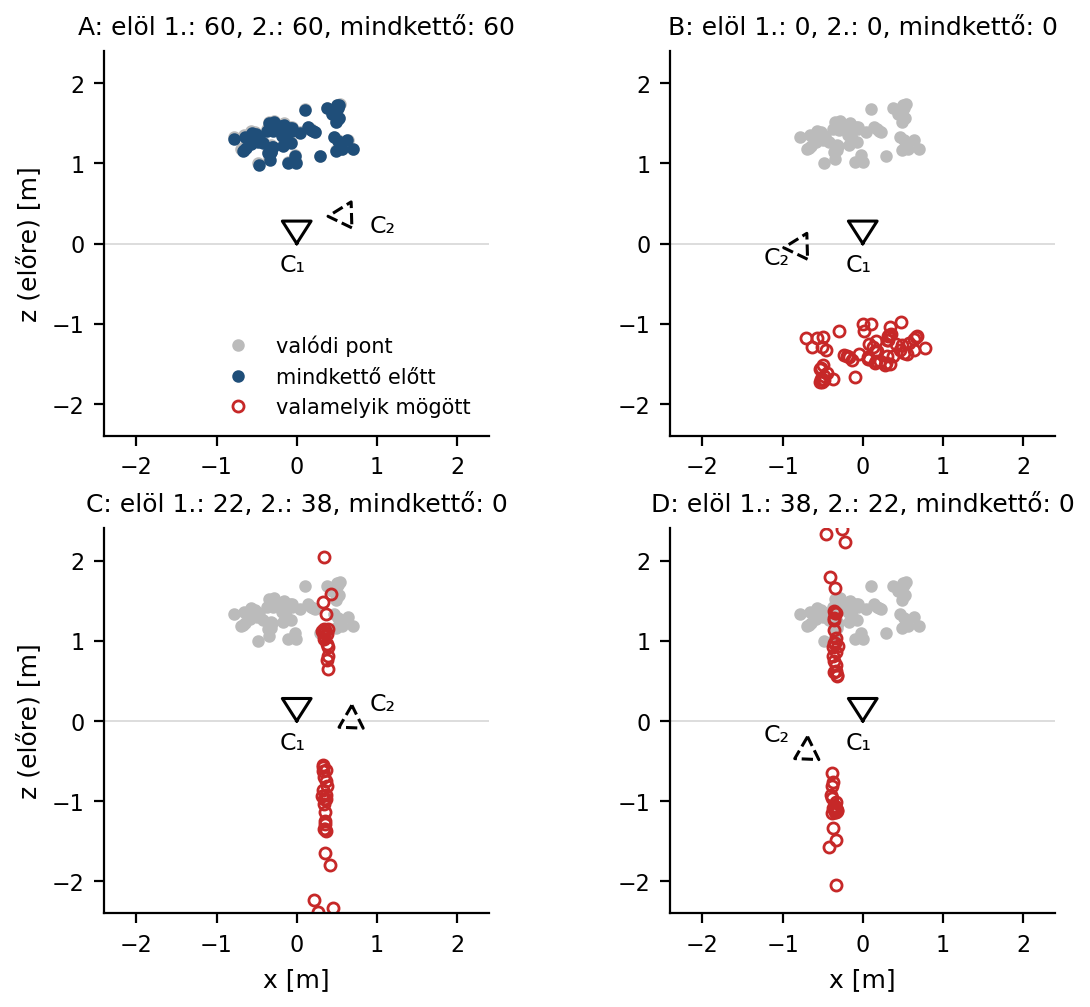 A: elöl 1.: 60, 2.: 60, mindkettő: 60
B: elöl 1.: 0, 2.: 0, mindkettő: 0
z (előre) [m]
2
1
0
−1
−2
C₂
C₁
valódi pont
mindkettő előtt
valamelyik mögött
−2
−1
0
1
2
2
1
0
−1
−2
C₂
C₁
−2
−1
0
1
2
C: elöl 1.: 22, 2.: 38, mindkettő: 0
D: elöl 1.: 38, 2.: 22, mindkettő: 0
z (előre) [m]
2
1
0
−1
−2
C₂
C₁
−2
−1
0
1
2
x [m]
2
1
0
−1
−2
C₂
C₁
−2
−1
0
1
2
x [m]